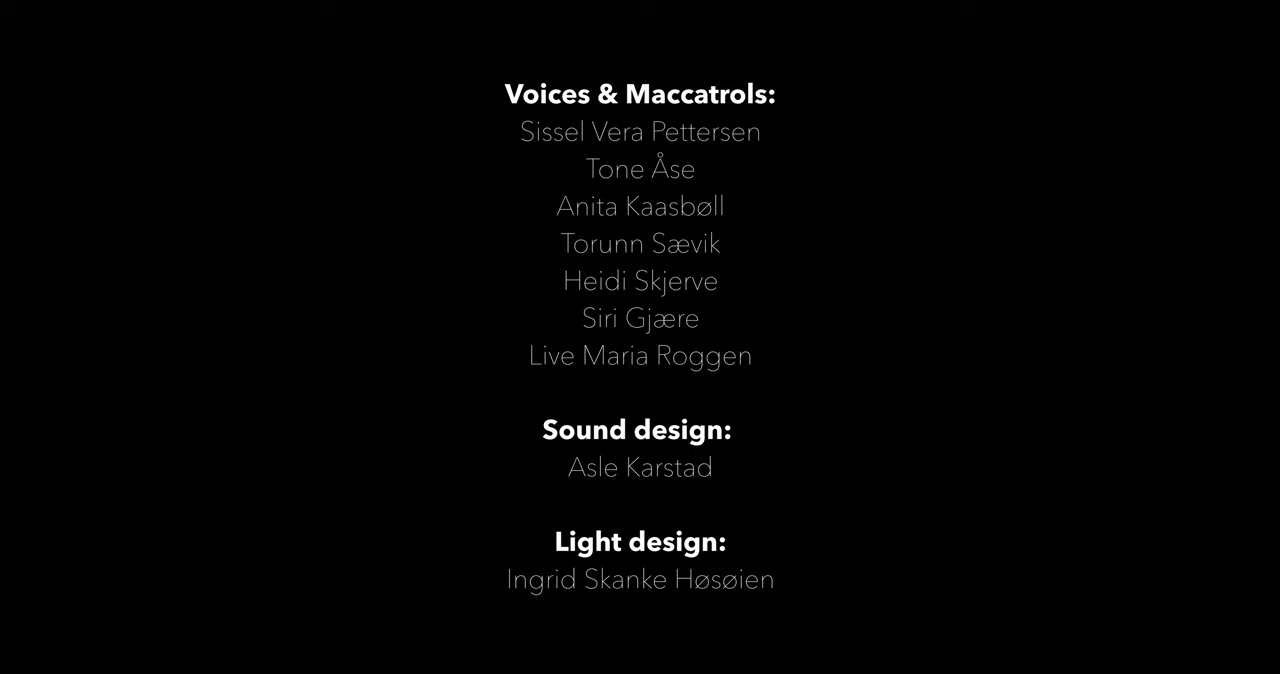 Voices & Maccatrols:
Sissel Vera Pettersen
Tone Åse
Anita Kaasbøll
Torunn Sævik
Heidi Skjerve
Siri Gjære
Live Maria Roggen
Sound design:
Asle Karstad
Light design:
Ingrid Skanke Høsøien